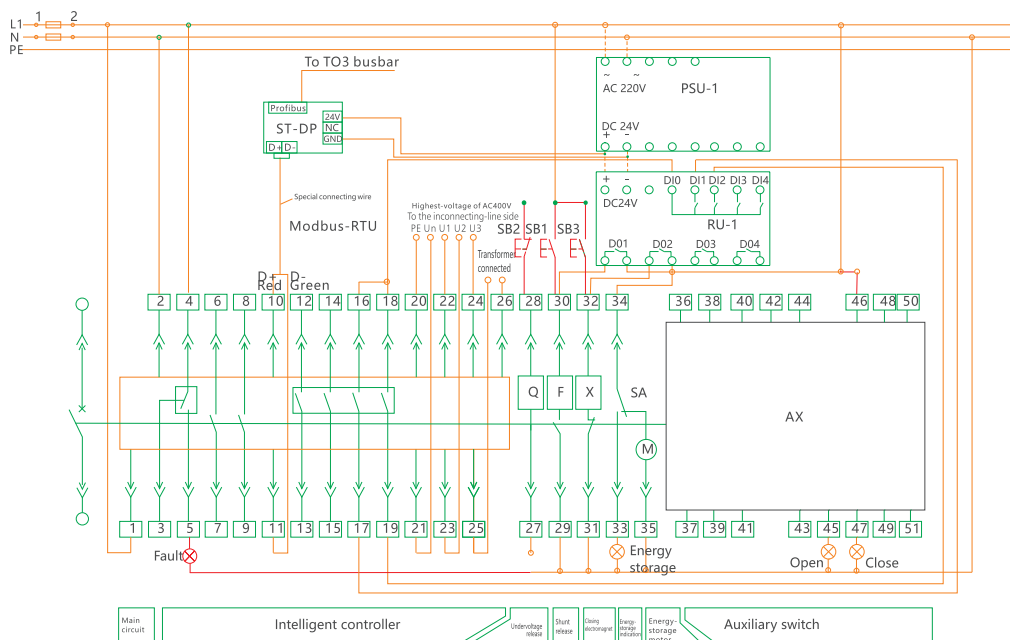 L1 1 2
N
PE
To TO3 busbar
Profibus
ST-DP
24V
NC
GND
D+ D-
~ ~
AC 220V
PSU-1
DC 24V
+ -
+ -
DC24V
DI0 DI1 DI2 DI3 DI4
RU-1
D01 D02 D03 D04
Special connecting wire
Modbus-RTU
Highest-voltage of AC400V
To the inconnecting-line side
PE Un U1 U2 U3
Transformer
connected
SB2 SB1 SB3
D+ D-
Red Green
2 4 6 8 10 12 14 16 18 20 22 24 26 28 30 32 34 36 38 40 42 44 46 48 50
Q F X SA
M
AX
1 3 5 7 9 11 13 15 17 19 21 23 25 27 29 31 33 35 37 39 41 43 45 47 49 51
Fault
Energy
storage
Open Close
Main
circuit
Intelligent controller
Undervoltage
release
Shunt
release
Closing
electromagnet
Energy-
storage
indication
Energy-
storage
motor
Auxiliary switch